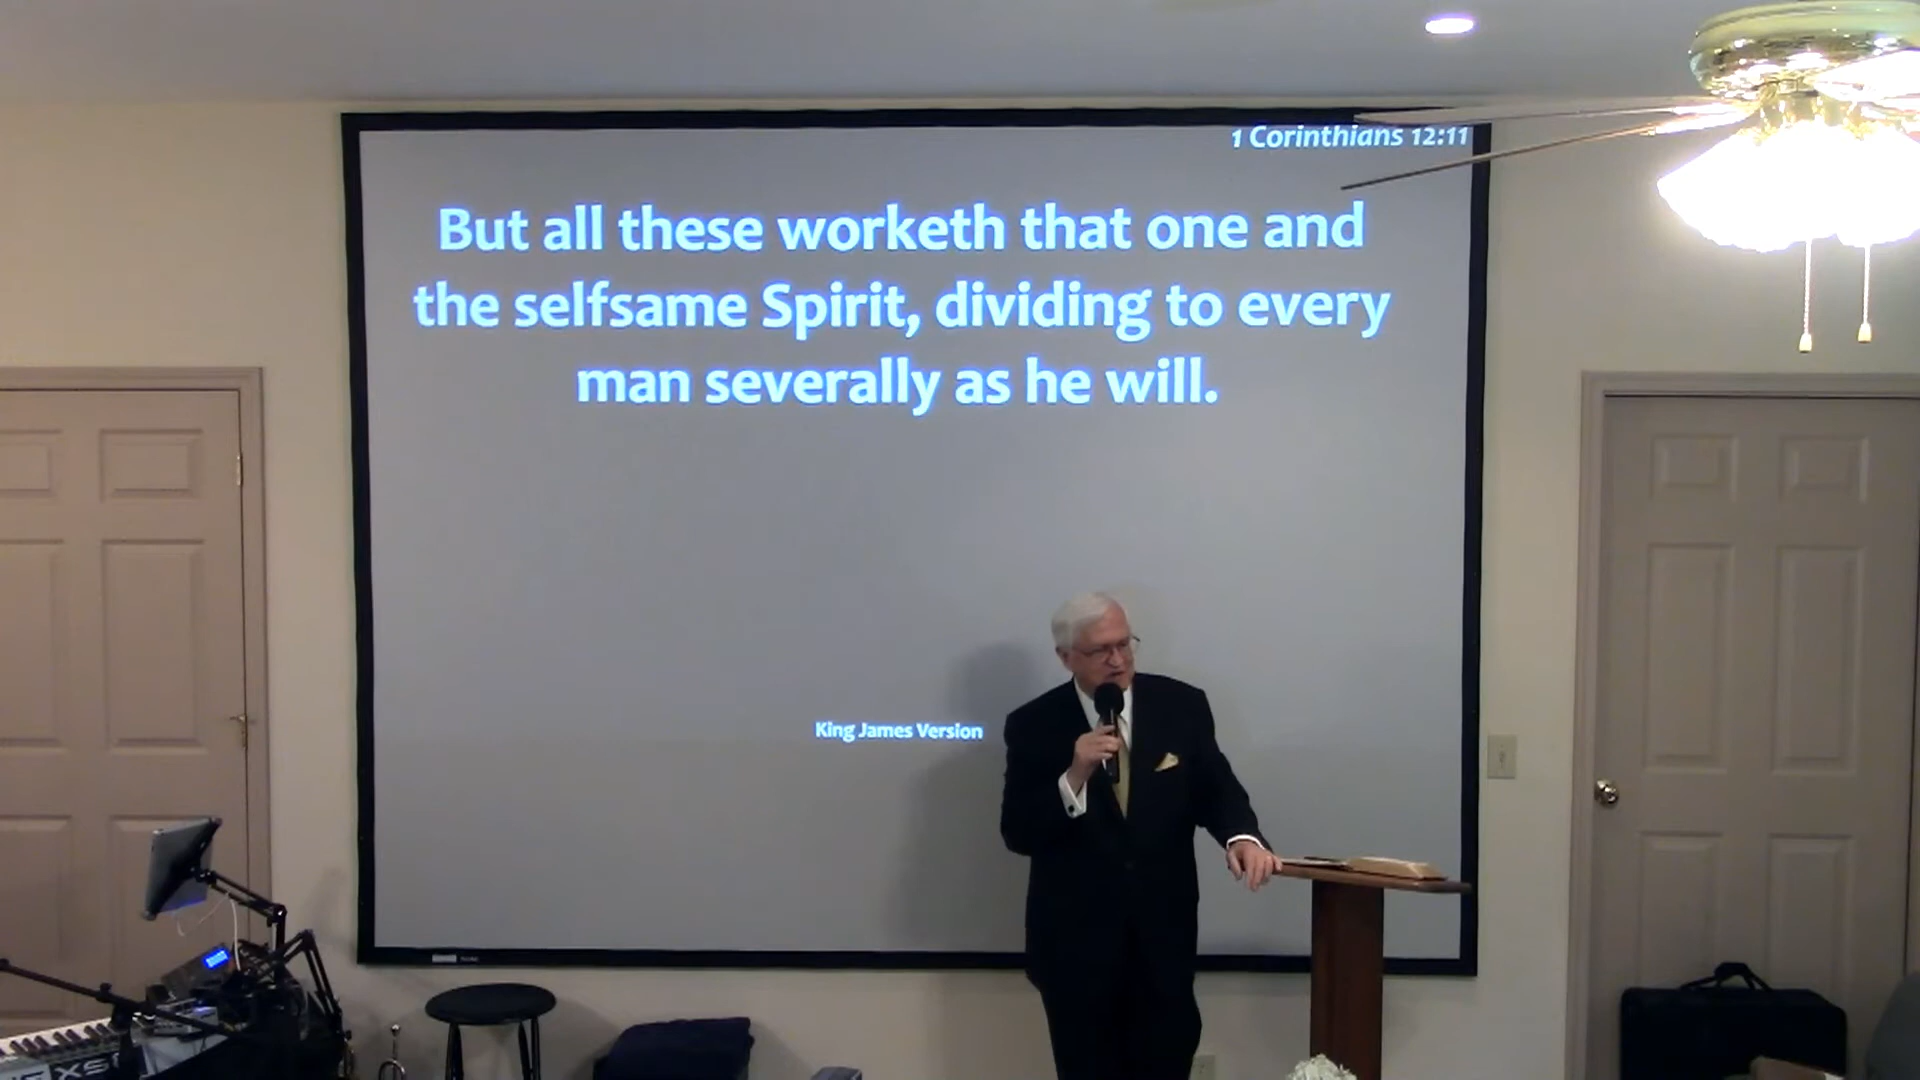 1 Corinthians 12:11
But all these worketh that one and
the selfsame Spirit, dividing to every
man severally as he will.
King James Version
XS